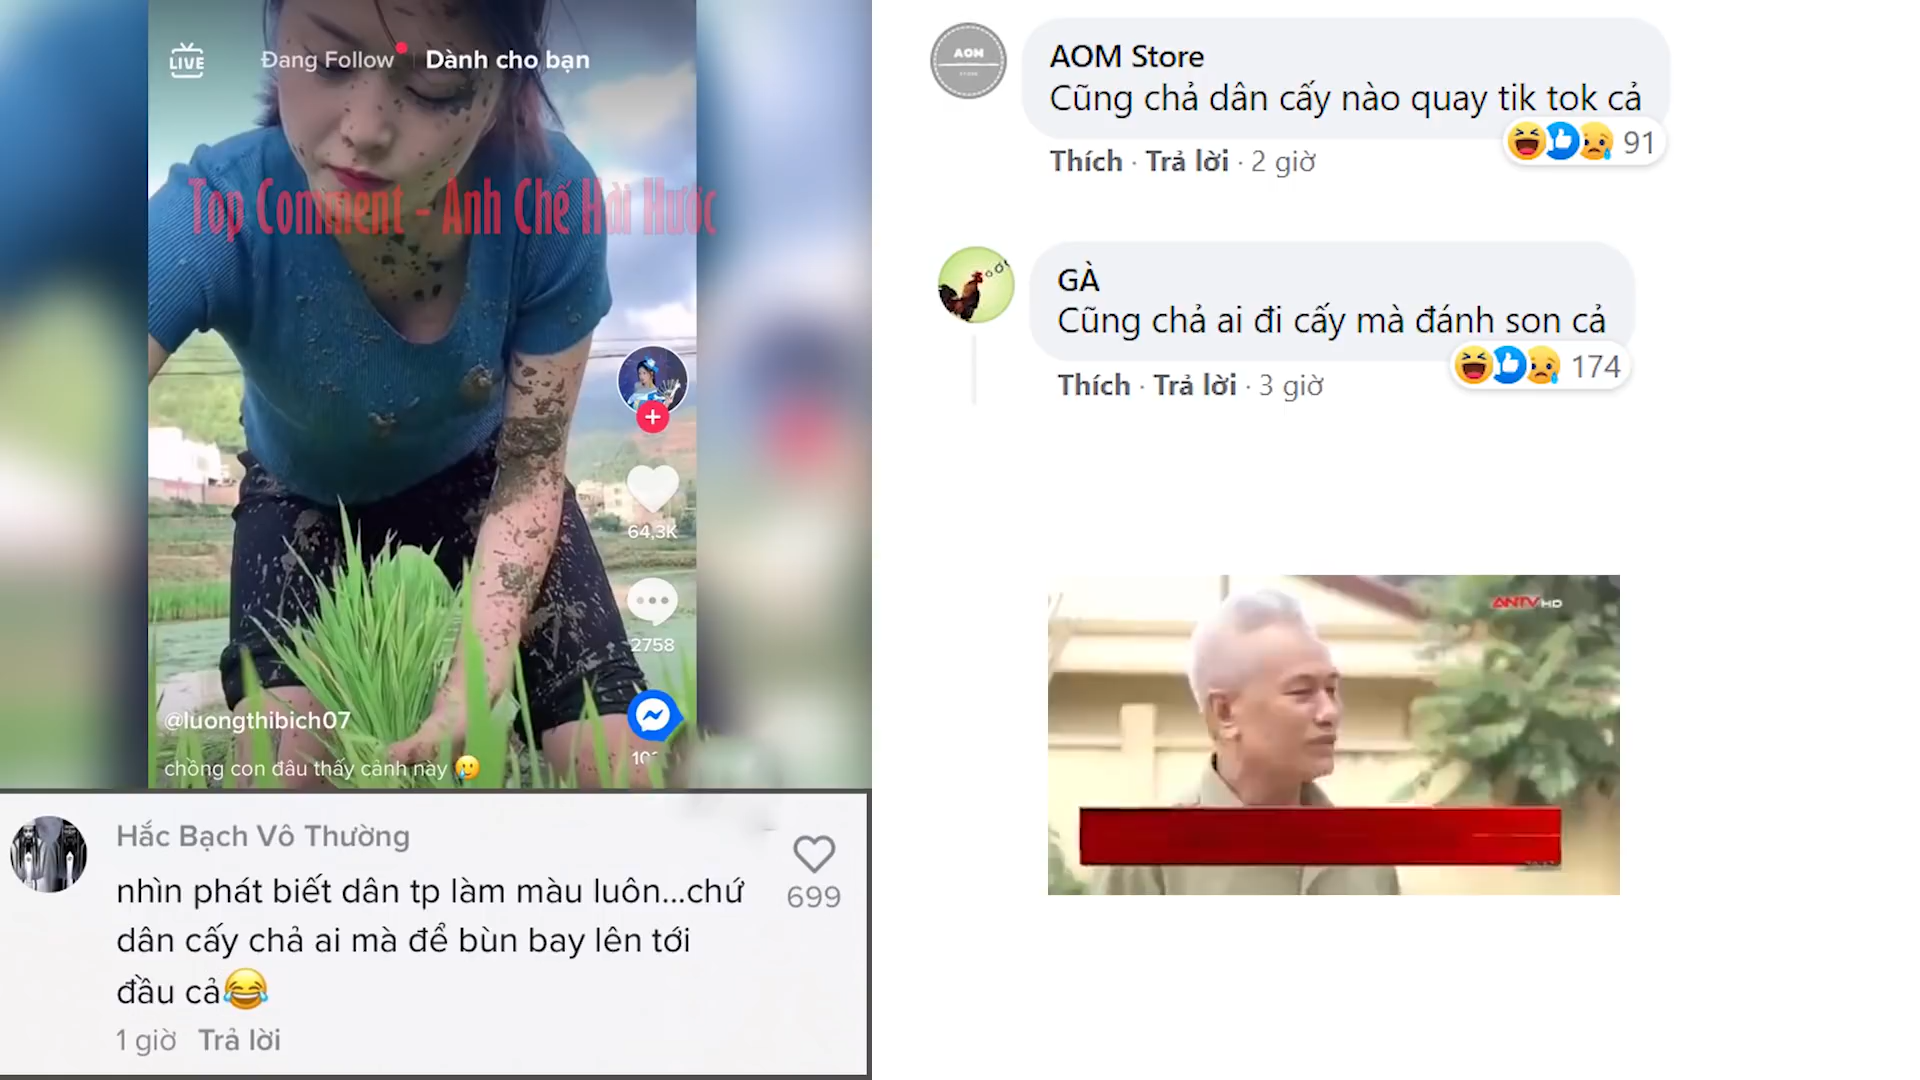 LIVE
Đang Follow
Dành cho bạn
Top Comment - Ảnh Chế Hài Hước
64,3K
2758
@luongthibich07
chồng con đâu thấy cảnh này 🥲
Hắc Bạch Vô Thường
nhìn phát biết dân tp làm màu luôn...chứ
dân cấy chả ai mà để bùn bay lên tới
đầu cả😂
1 giờ Trả lời
699
AOM
STORE
AOM Store
Cũng chả dân cấy nào quay tik tok cả
91
Thích · Trả lời · 2 giờ
GÀ
Cũng chả ai đi cấy mà đánh son cả
174
Thích · Trả lời · 3 giờ
ANTV HD